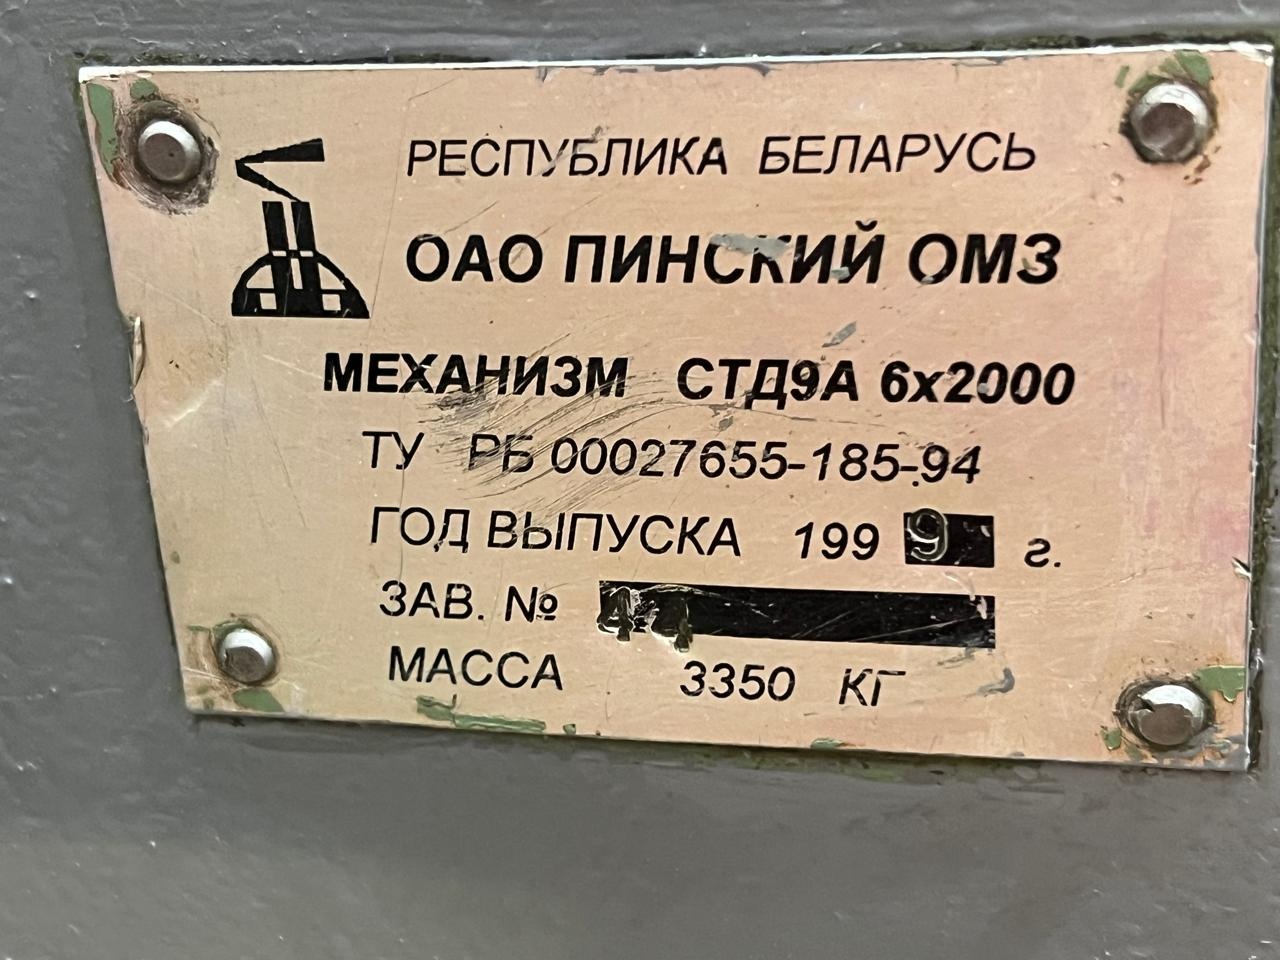 РЕСПУБЛИКА БЕЛАРУСЬ
ОАО ПИНСКИЙ ОМЗ
МЕХАНИЗМ СТД9А 6х2000
ТУ РБ 00027655-185-94
ГОД ВЫПУСКА 1999 г.
ЗАВ. № 44
МАССА 3350 КГ